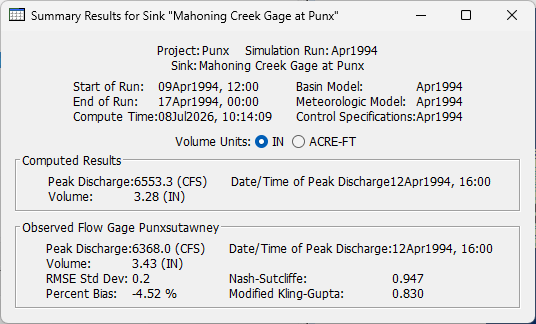 Summary Results for Sink "Mahoning Creek Gage at Punx"
Project: Punx Simulation Run: Apr1994
Sink: Mahoning Creek Gage at Punx
Start of Run: 09Apr1994, 12:00 Basin Model: Apr1994
End of Run: 17Apr1994, 00:00 Meteorologic Model: Apr1994
Compute Time:08Jul2026, 10:14:09 Control Specifications:Apr1994
Volume Units: IN ACRE-FT
Computed Results
Peak Discharge:6553.3 (CFS) Date/Time of Peak Discharge12Apr1994, 16:00
Volume: 3.28 (IN)
Observed Flow Gage Punxsutawney
Peak Discharge:6368.0 (CFS) Date/Time of Peak Discharge:12Apr1994, 16:00
Volume: 3.43 (IN)
RMSE Std Dev: 0.2 Nash-Sutcliffe: 0.947
Percent Bias: -4.52 % Modified Kling-Gupta: 0.830